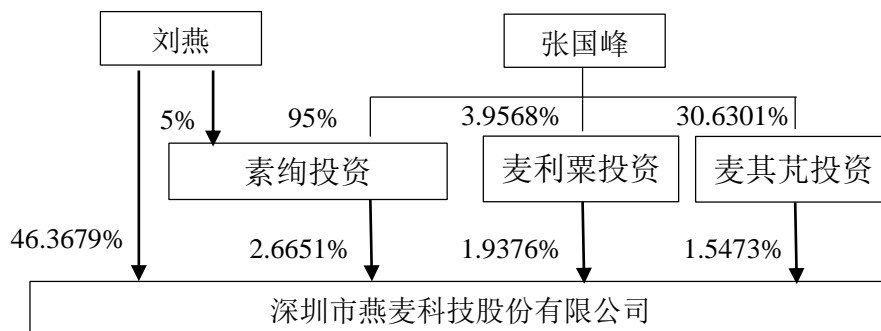 刘燕
张国峰
5%
95%
3.9568%
30.6301%
素绚投资
麦利粟投资
麦其芃投资
46.3679%
2.6651%
1.9376%
1.5473%
深圳市燕麦科技股份有限公司